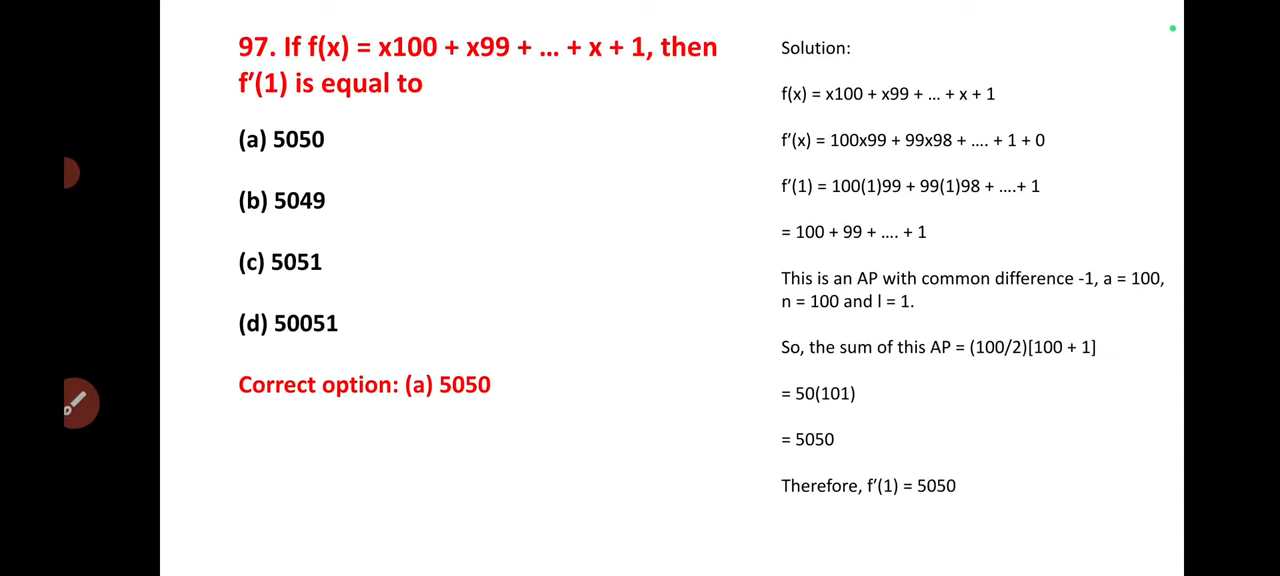 97. If f(x) = x100 + x99 + ... + x + 1, then
f′(1) is equal to
(a) 5050
(b) 5049
(c) 5051
(d) 50051
Correct option: (a) 5050
Solution:
f(x) = x100 + x99 + ... + x + 1
f′(x) = 100x99 + 99x98 + .... + 1 + 0
f′(1) = 100(1)99 + 99(1)98 + ....+ 1
= 100 + 99 + .... + 1
This is an AP with common difference -1, a = 100,
n = 100 and l = 1.
So, the sum of this AP = (100/2)[100 + 1]
= 50(101)
= 5050
Therefore, f′(1) = 5050